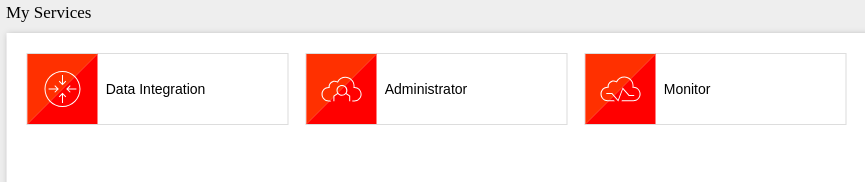 My Services
Data Integration
Administrator
Monitor